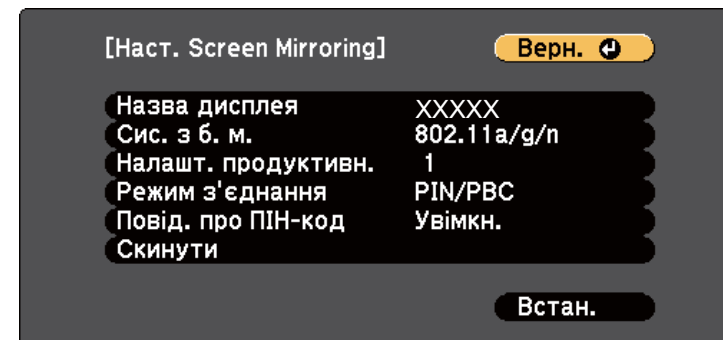 [Наст. Screen Mirroring] Верн.
Назва дисплея XXXXX
Сис. з б. м. 802.11a/g/n
Налашт. продуктивн. 1
Режим з'єднання PIN/PBC
Повід. про ПІН-код Увімкн.
Скинути
Встан.